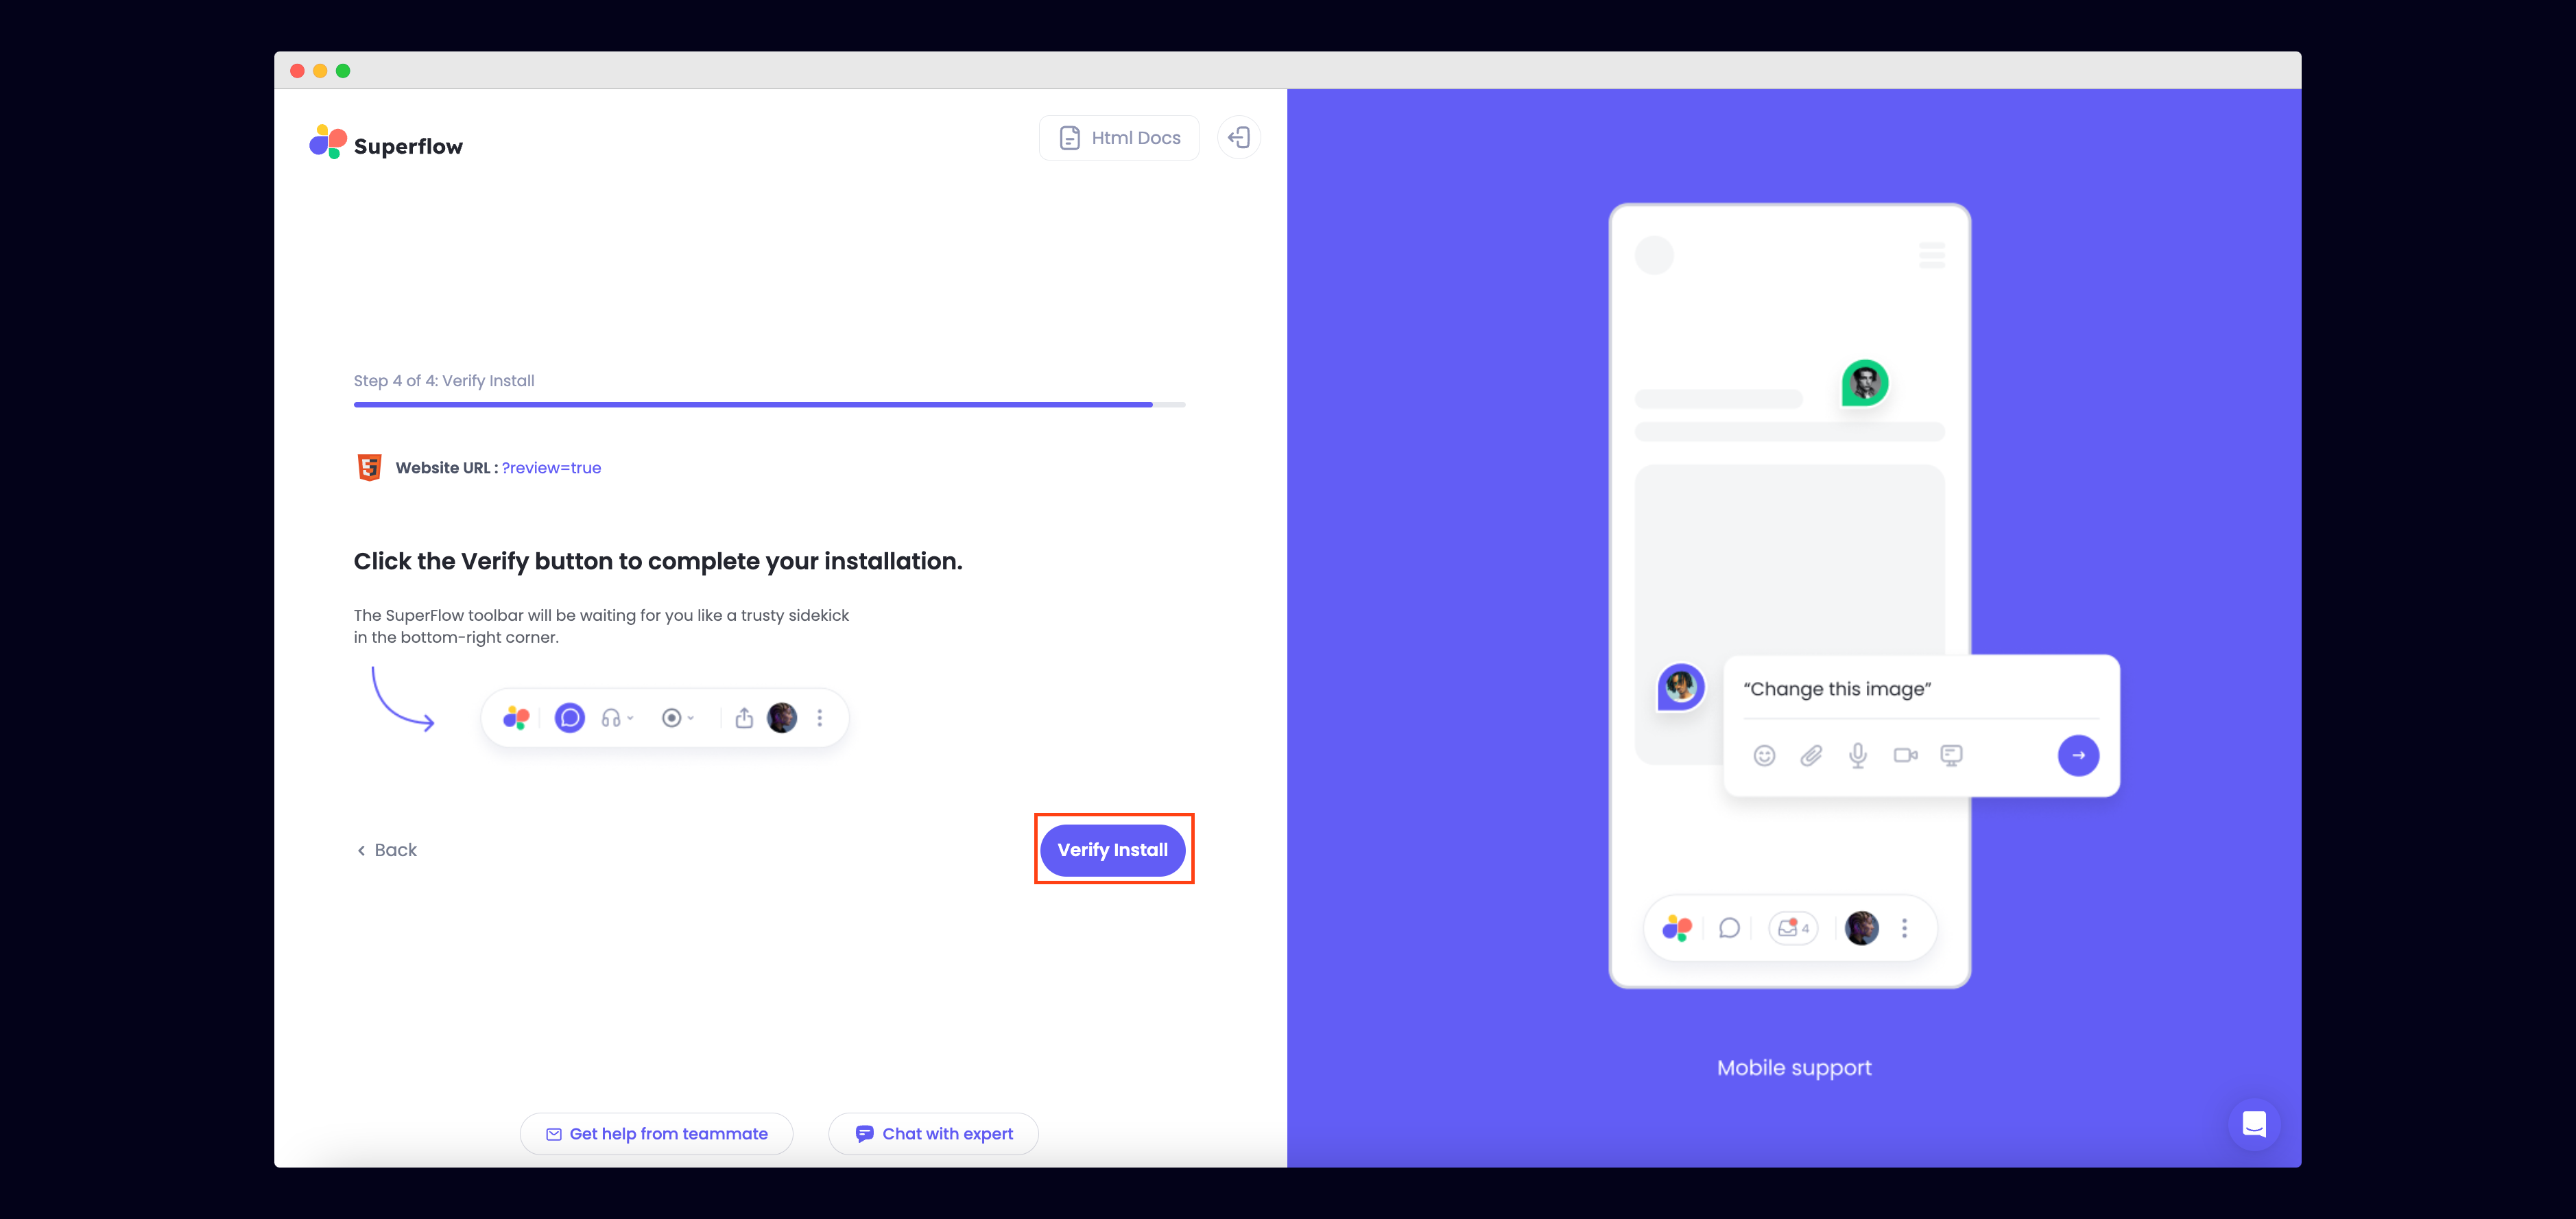 Superflow
Html Docs
Step 4 of 4: Verify Install
Website URL : ?review=true
Click the Verify button to complete your installation.
The SuperFlow toolbar will be waiting for you like a trusty sidekick
in the bottom-right corner.
Back
Verify Install
Get help from teammate
Chat with expert
“Change this image”
4
Mobile support